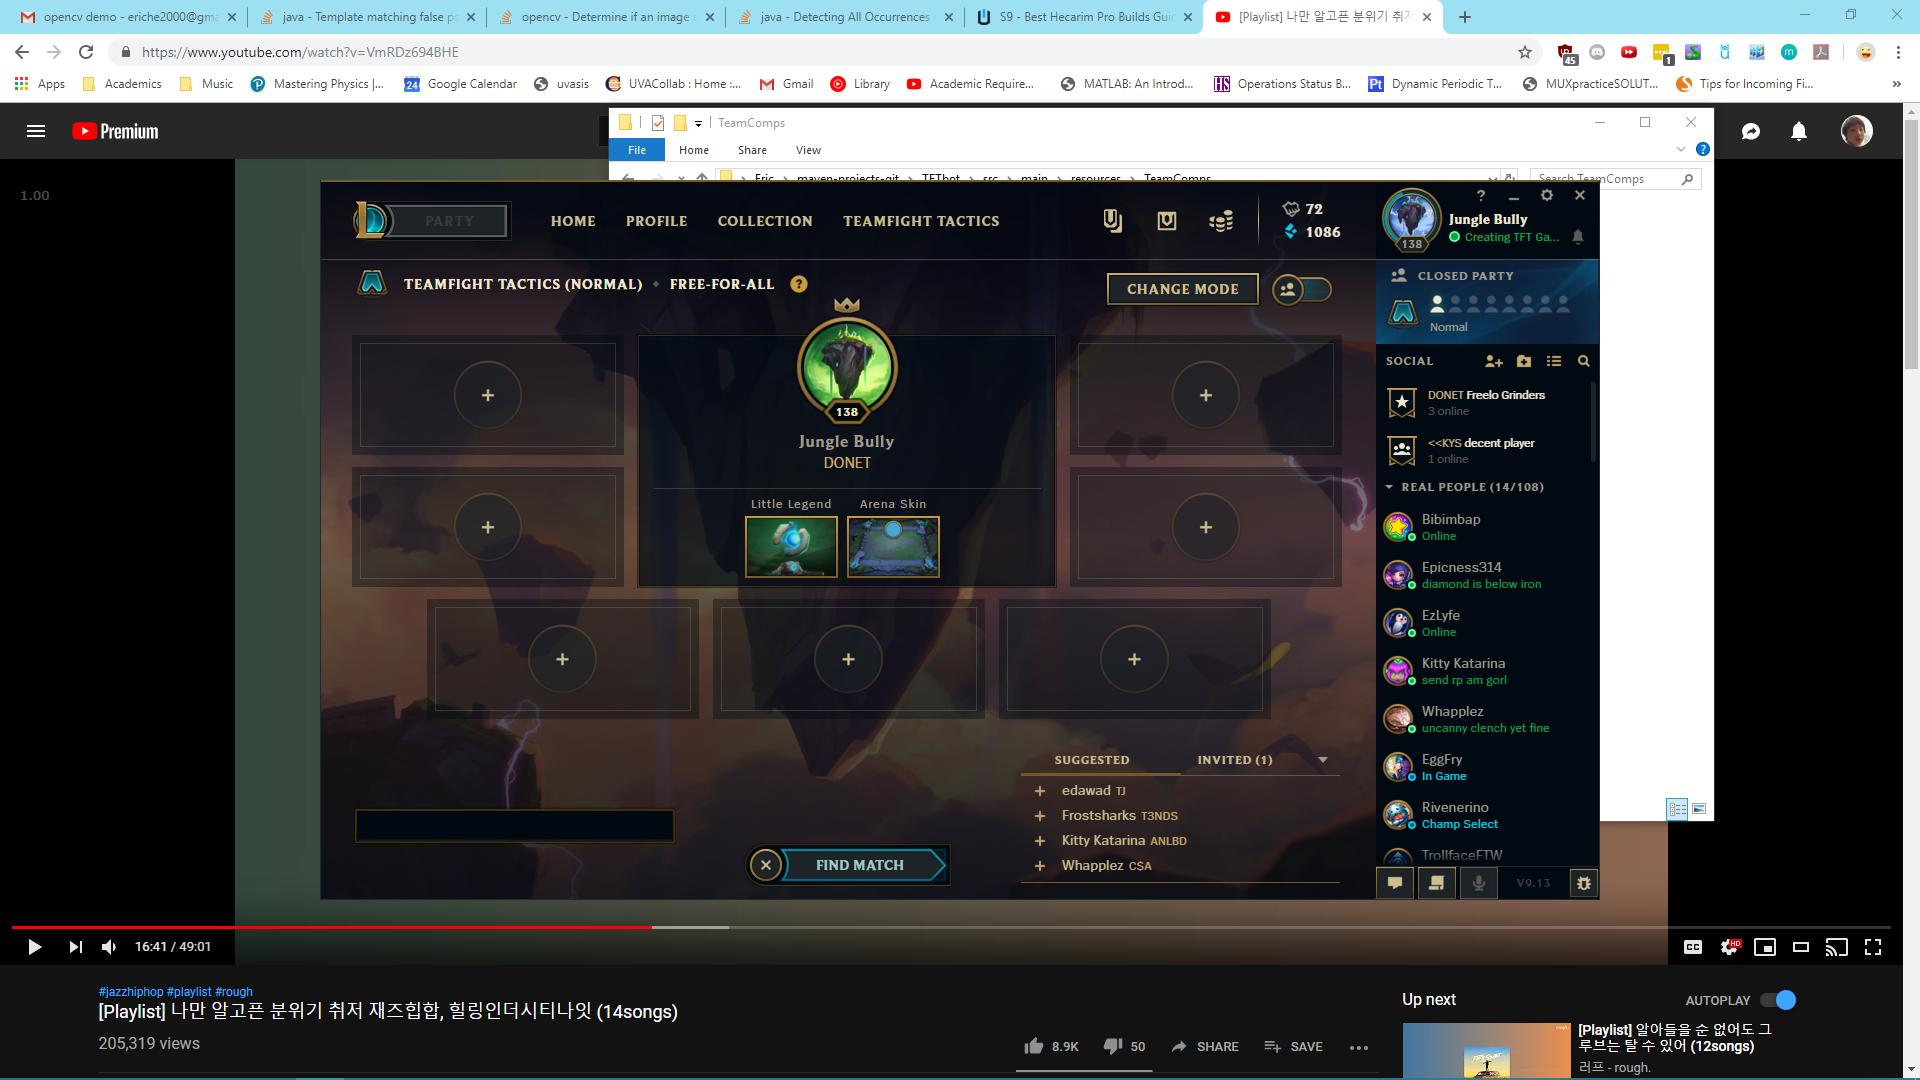 opencv demo - eriche2000@gma
java - Template matching false po
opencv - Determine if an image e
java - Detecting All Occurrences
S9 - Best Hecarim Pro Builds Gui
[Playlist] 나만 알고픈 분위기 취저
https://www.youtube.com/watch?v=VmRDz694BHE
45
1
Apps
Academics
Music
Mastering Physics |...
24
Google Calendar
uvasis
UVACollab : Home :...
Gmail
Library
Academic Require...
MATLAB: An Introd...
HS
Operations Status B...
Pt
Dynamic Periodic T...
MUXpracticeSOLUT...
Tips for Incoming Fi...
Premium
TeamComps
File
Home
Share
View
Eric
maven-projects-git
TFTbot
src
main
resources
TeamComps
Search TeamComps
1.00
PARTY
HOME
PROFILE
COLLECTION
TEAMFIGHT TACTICS
72
1086
138
Jungle Bully
Creating TFT Ga...
TEAMFIGHT TACTICS (NORMAL)
FREE-FOR-ALL
CHANGE MODE
CLOSED PARTY
Normal
138
Jungle Bully
DONET
Little Legend
Arena Skin
SOCIAL
DONET Freelo Grinders
3 online
<<KYS decent player
1 online
REAL PEOPLE (14/108)
Bibimbap
Online
Epicness314
diamond is below iron
EzLyfe
Online
Kitty Katarina
send rp am gorl
Whapplez
uncanny clench yet fine
EggFry
In Game
Rivenerino
Champ Select
TrollfaceFTW
V9.13
SUGGESTED
INVITED (1)
edawad TJ
Frostsharks T3NDS
Kitty Katarina ANLBD
Whapplez C$A
FIND MATCH
16:41 / 49:01
CC
HD
#jazzhiphop #playlist #rough
[Playlist] 나만 알고픈 분위기 취저 재즈힙합, 힐링인더시티나잇 (14songs)
205,319 views
8.9K
50
SHARE
SAVE
Up next
AUTOPLAY
[Playlist] 알아들을 순 없어도 그
루브는 탈 수 있어 (12songs)
리프 - rough.